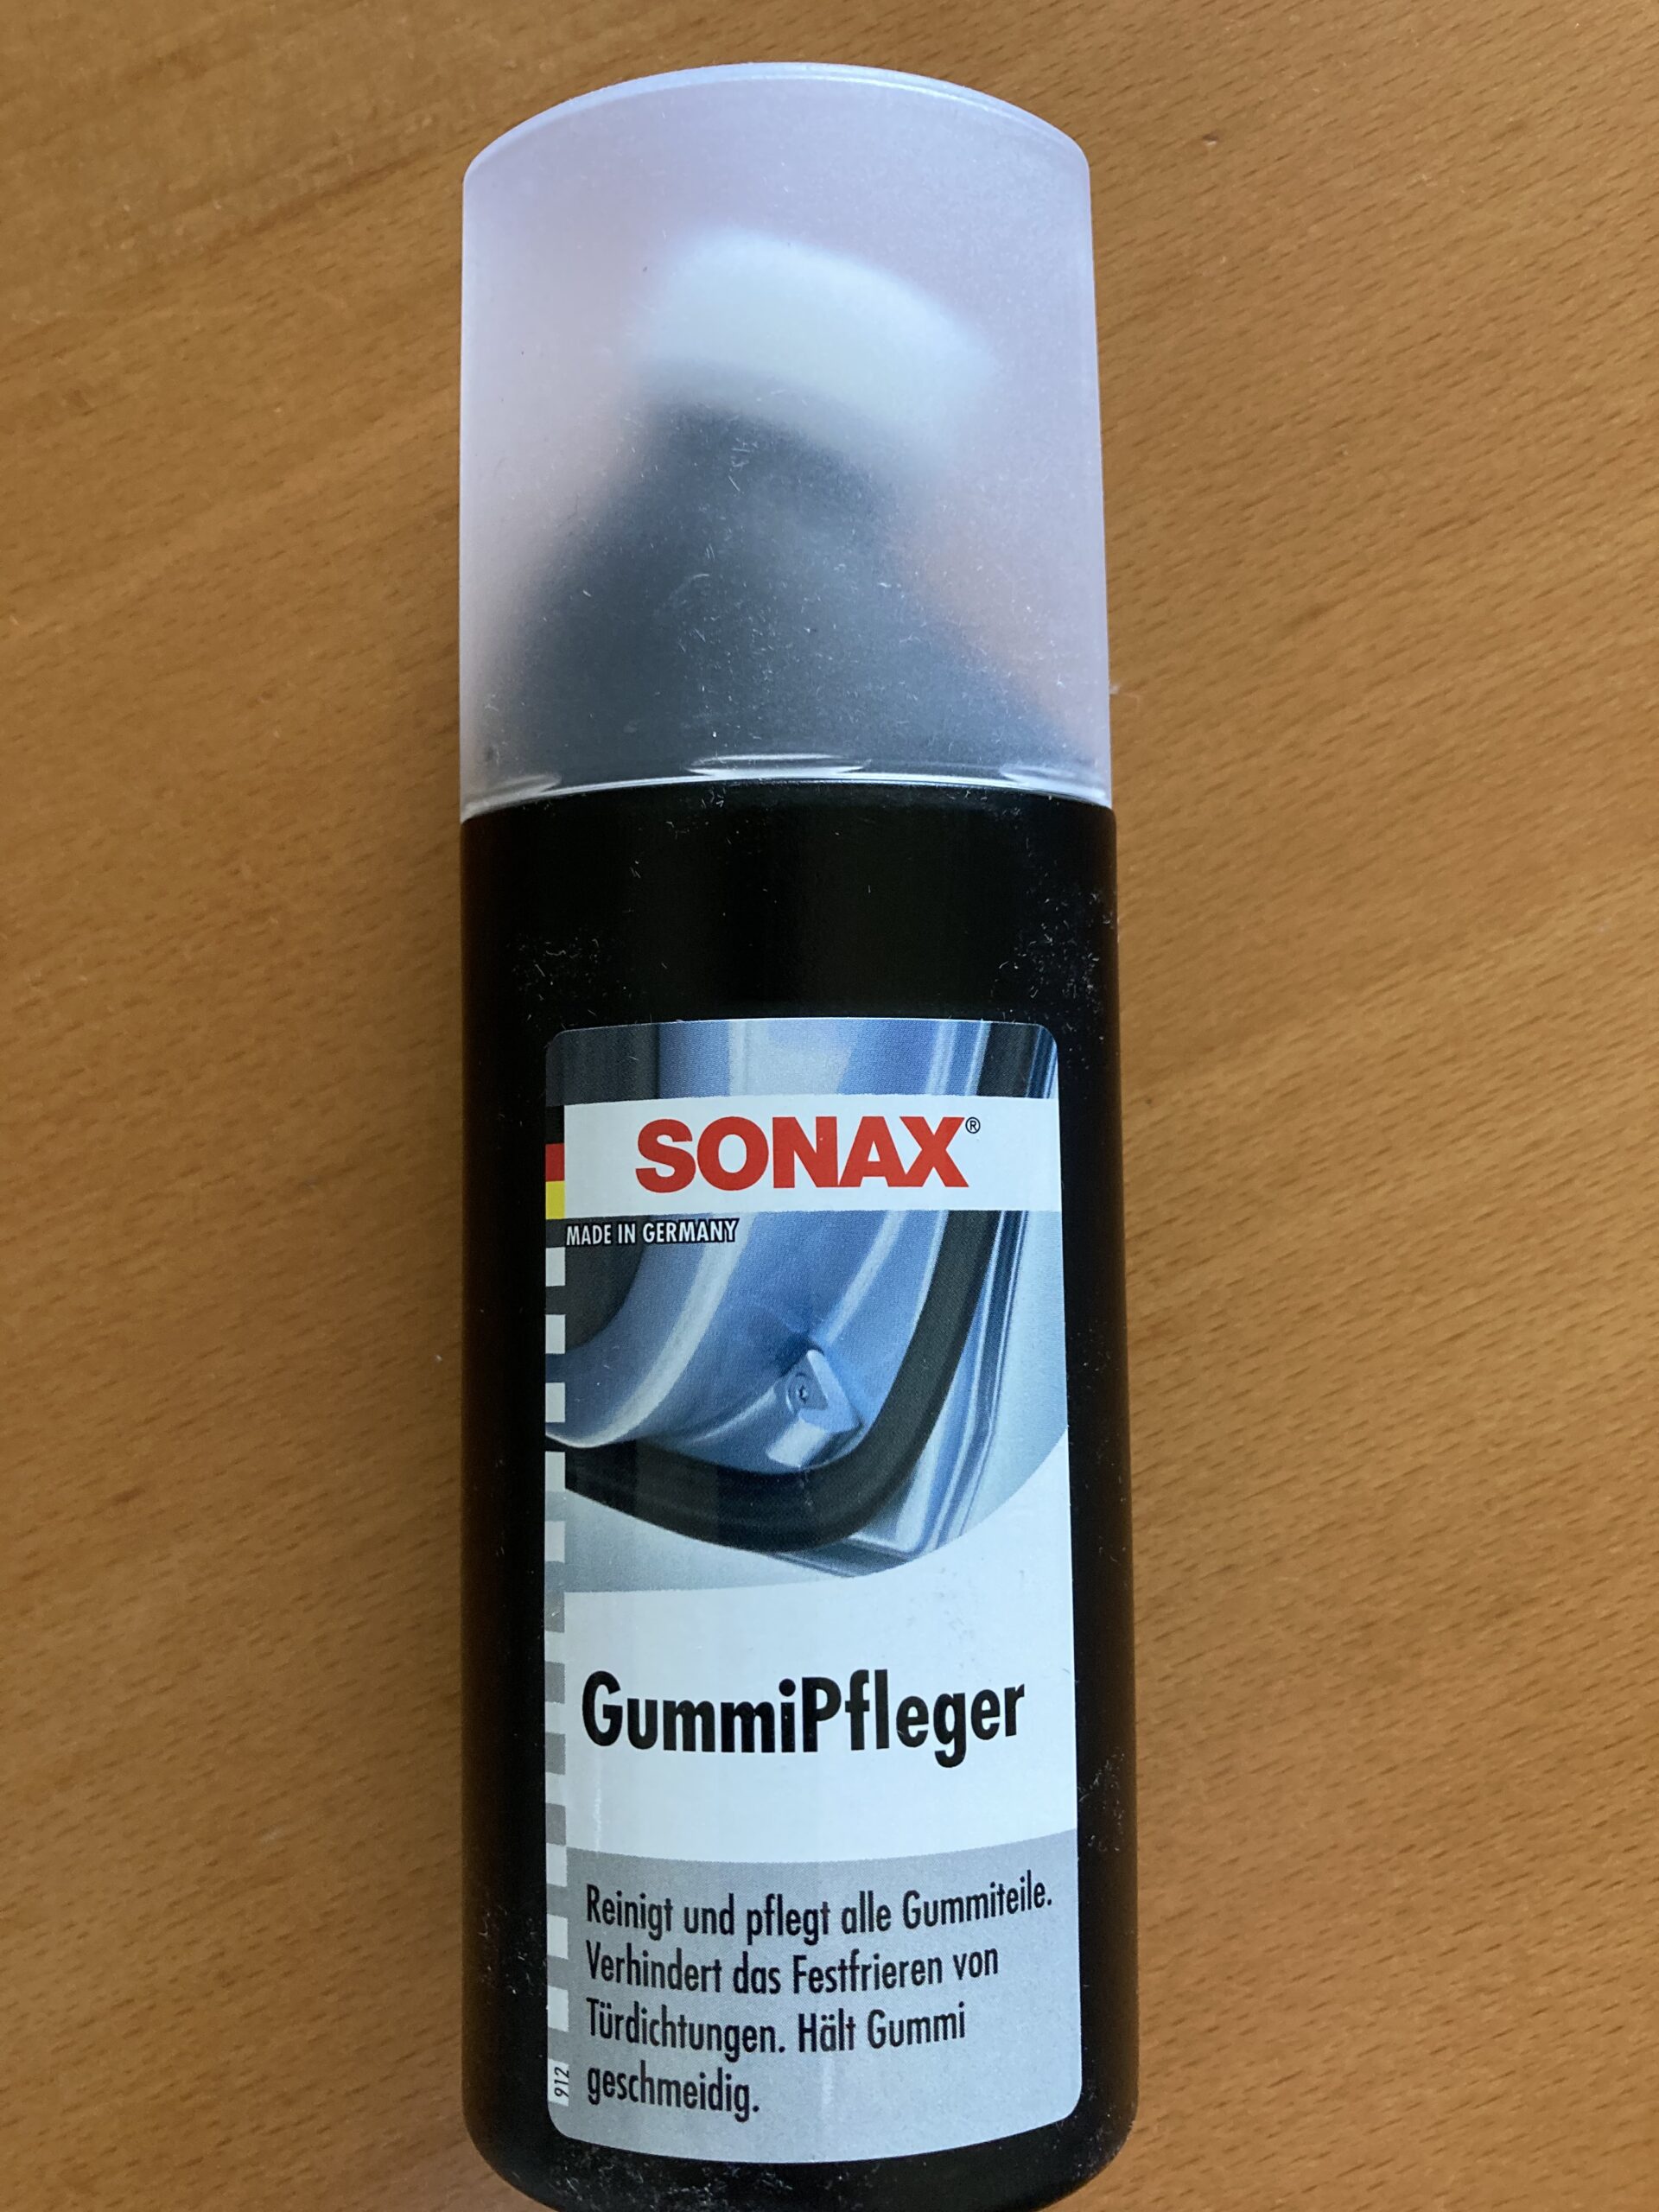 SONAX®
MADE IN GERMANY
GummiPfleger
Reinigt und pflegt alle Gummiteile.
Verhindert das Festfrieren von
Türdichtungen. Hält Gummi
geschmeidig.
912